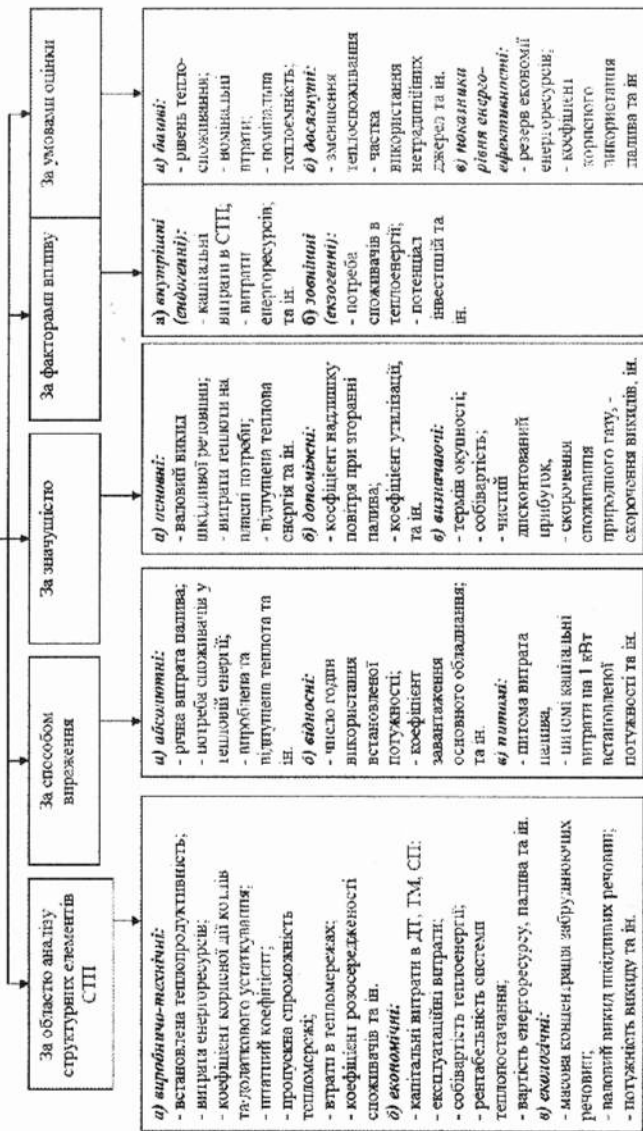 За областю аналізу
структурних елементів
СТП
а) виробничо-технічні:
- встановлена теплопродуктивність;
- витрата енергоресурсів;
- коефіцієнт корисної дії котлів
та додаткового устаткування;
- штатний коефіцієнт;
- пропускна спроможність
тепломережі;
- втрати в тепломережах;
- коефіцієнт розосередженості
споживачів та ін.
б) економічні:
- капітальні витрати в ДТ, ТМ, СП;
- експлуатаційні витрати;
- собівартість теплоенергії;
- рентабельність системи
теплопостачання;
- вартість енергоресурсу, палива та ін.
в) екологічні:
- масова концентрація забруднюючих
речовин;
- валовий викид шкідливих речовин;
- потужність викиду та ін.
За способом
вираження
а) абсолютні:
- річна витрата палива;
- потреба споживачів у
тепловій енергії;
- вироблена та
відпущена теплота та
ін.
б) відносні:
- число годин
використання
встановленої
потужності;
- коефіцієнт
завантаження
основного обладнання;
та ін.
в) питомі:
- питома витрата
палива,
- питомі капітальні
витрати на 1 кВт
встановленої
потужності та ін.
За значущістю
а) основні:
- валовий викид
шкідливої речовини;
- витрати теплоти на
власні потреби;
- відпущена теплова
енергія та ін.
б) допоміжні:
- коефіцієнт надлишку
повітря при згоранні
палива;
- коефіцієнт утилізації,
та ін.
в) визначаючі:
- термін окупності;
- собівартість;
- чистий
дисконтований
прибуток,
- скорочення
споживання
природного газу, -
скорочення викидів, ін.
За факторами впливу
а) внутрішні
(ендогенні):
- капітальні
витрати в СТП;
- витрати
енергоресурсів;
та ін.
б) зовнішні
(екзогенні):
- потреба
споживачів в
теплоенергії;
- потенціал
інвестицій та
ін.
За умовами оцінки
а) базові:
- рівень тепло-
споживання;
- номінальні
втрати;
- номінальна
теплоємність;
б) досягнуті:
- зменшення
теплоспоживання
- частка
використання
нетрадиційних
джерел та ін.
в) показники
рівня енерго-
ефективності:
- резерв економії
енергоресурсів;
- коефіцієнт
корисного
використання
палива та ін